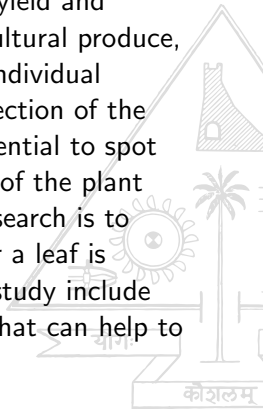 yield and
ultural produce,
ndividual
ection of the
ential to spot
of the plant
search is to
r a leaf is
study include
hat can help to
योगः
कौशलम्